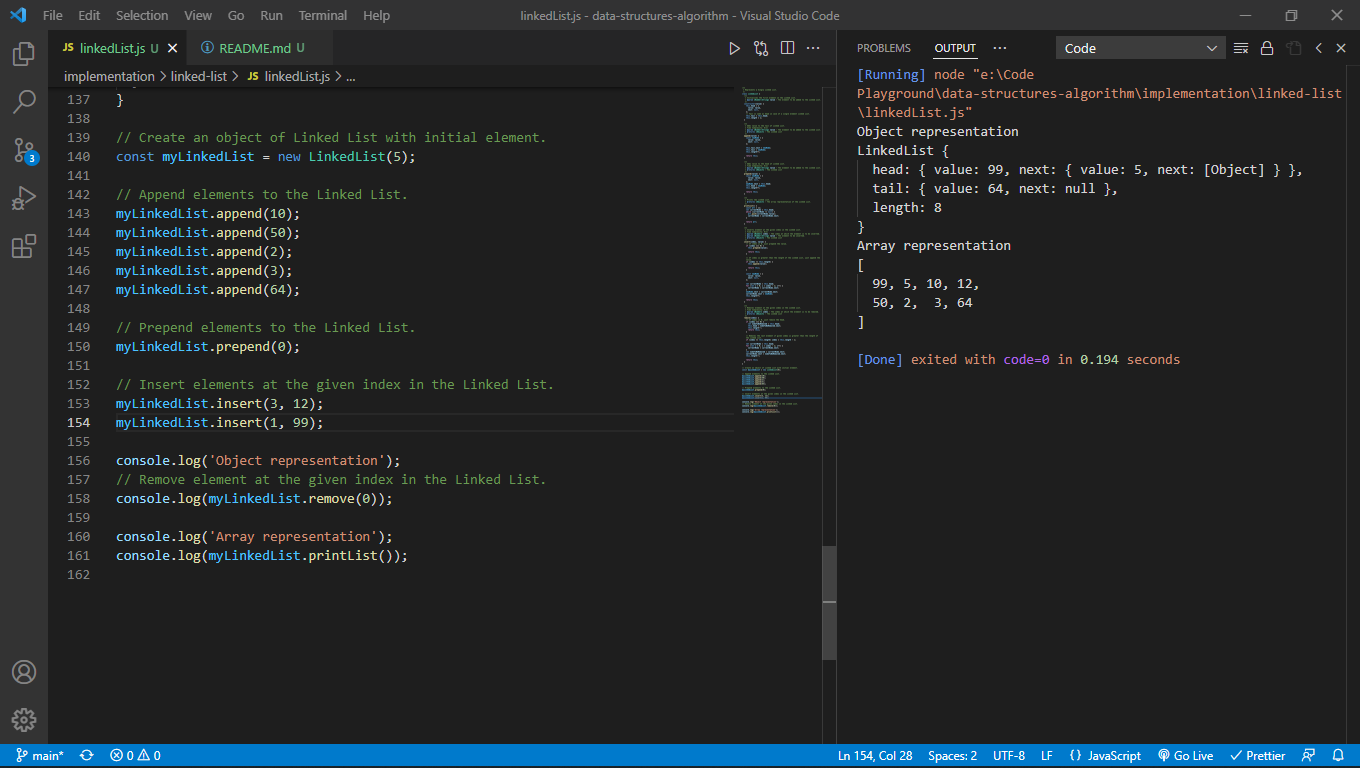 File Edit Selection View Go Run Terminal Help linkedList.js - data-structures-algorithm - Visual Studio Code
JS linkedList.js U README.md U
implementation > linked-list > JS linkedList.js > ...
3
137 }
138
139 // Create an object of Linked List with initial element.
140 const myLinkedList = new LinkedList(5);
141
142 // Append elements to the Linked List.
143 myLinkedList.append(10);
144 myLinkedList.append(50);
145 myLinkedList.append(2);
146 myLinkedList.append(3);
147 myLinkedList.append(64);
148
149 // Prepend elements to the Linked List.
150 myLinkedList.prepend(0);
151
152 // Insert elements at the given index in the Linked List.
153 myLinkedList.insert(3, 12);
154 myLinkedList.insert(1, 99);
155
156 console.log('Object representation');
157 // Remove element at the given index in the Linked List.
158 console.log(myLinkedList.remove(0));
159
160 console.log('Array representation');
161 console.log(myLinkedList.printList());
162
PROBLEMS OUTPUT ... Code
[Running] node "e:\Code
Playground\data-structures-algorithm\implementation\linked-list
\linkedList.js"
Object representation
LinkedList {
head: { value: 99, next: { value: 5, next: [Object] } },
tail: { value: 64, next: null },
length: 8
}
Array representation
[
99, 5, 10, 12,
50, 2, 3, 64
]
[Done] exited with code=0 in 0.194 seconds
main* 0 0 Ln 154, Col 28 Spaces: 2 UTF-8 LF {} JavaScript Go Live Prettier